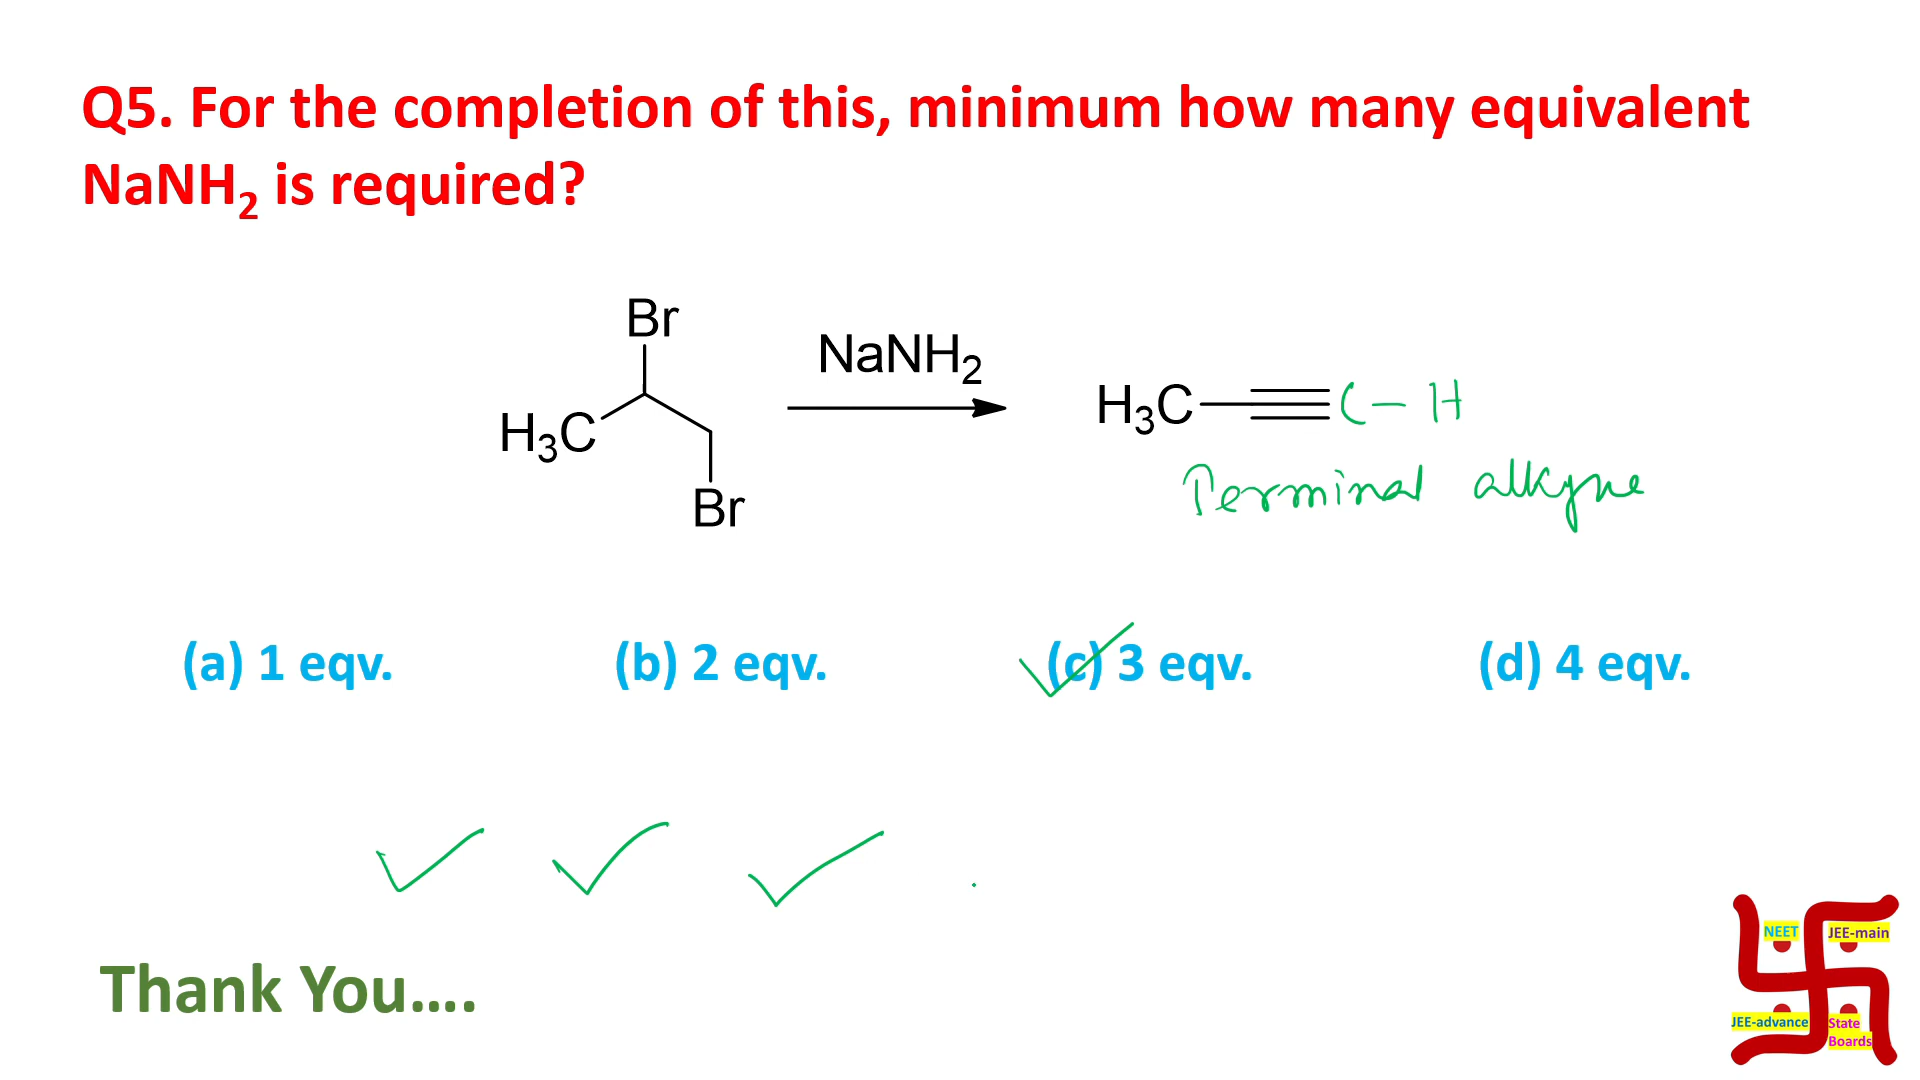 Q5. For the completion of this, minimum how many equivalent
NaNH₂ is required?
Br
NaNH₂
H₃C
H₃C
C – H
Br
Terminal alkyne
(a) 1 eqv. (b) 2 eqv. (c) 3 eqv. (d) 4 eqv.
Thank You....
NEET
JEE-main
JEE-advance
State
Boards